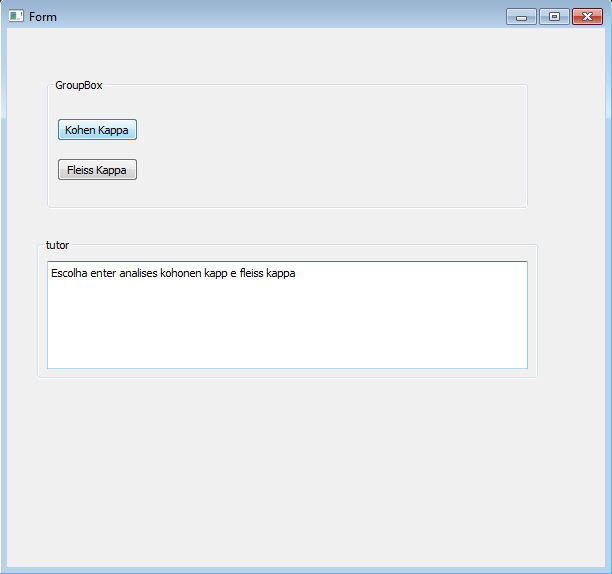 Form
GroupBox
Kohen Kappa
Fleiss Kappa
tutor
Escolha enter analises kohonen kapp e fleiss kappa